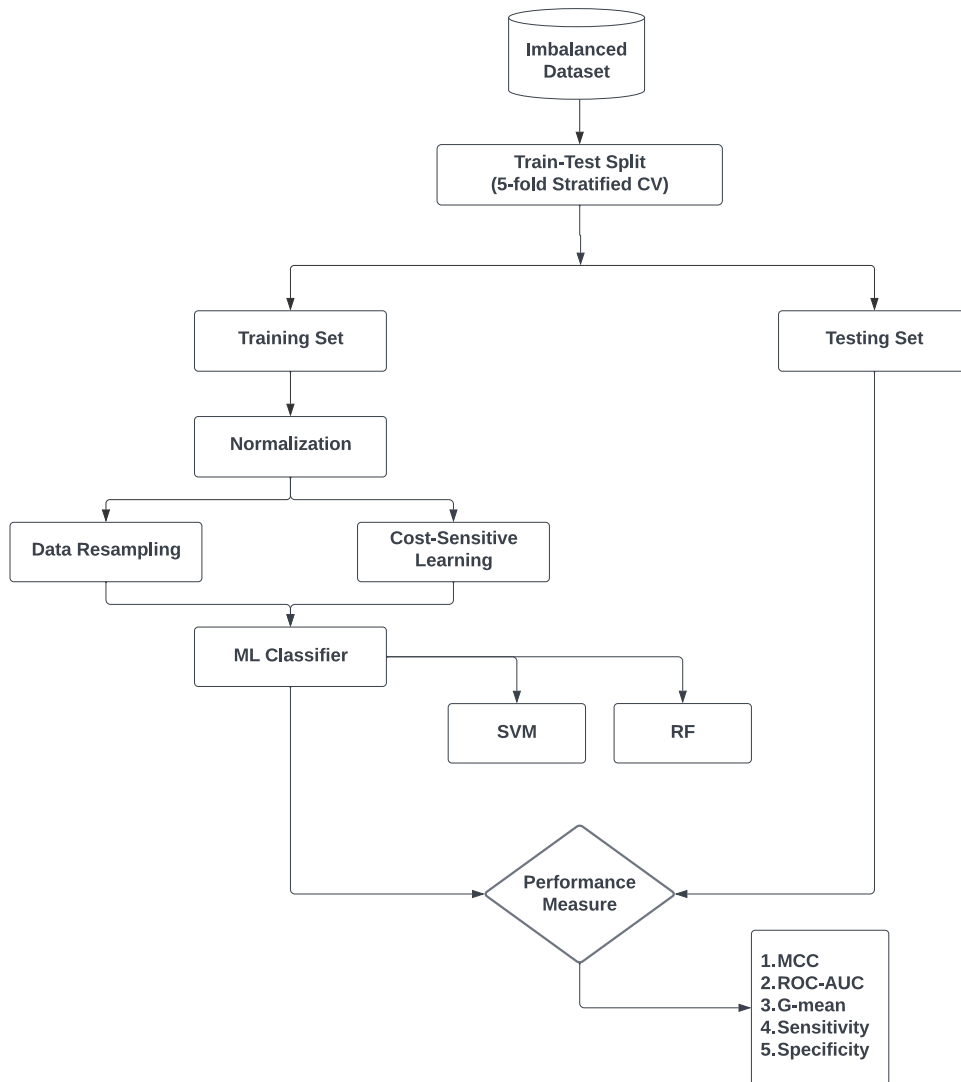 Imbalanced
Dataset
Train-Test Split
(5-fold Stratified CV)
Training Set
Testing Set
Normalization
Data Resampling
Cost-Sensitive
Learning
ML Classifier
SVM
RF
Performance
Measure
1.MCC
2.ROC-AUC
3.G-mean
4.Sensitivity
5.Specificity